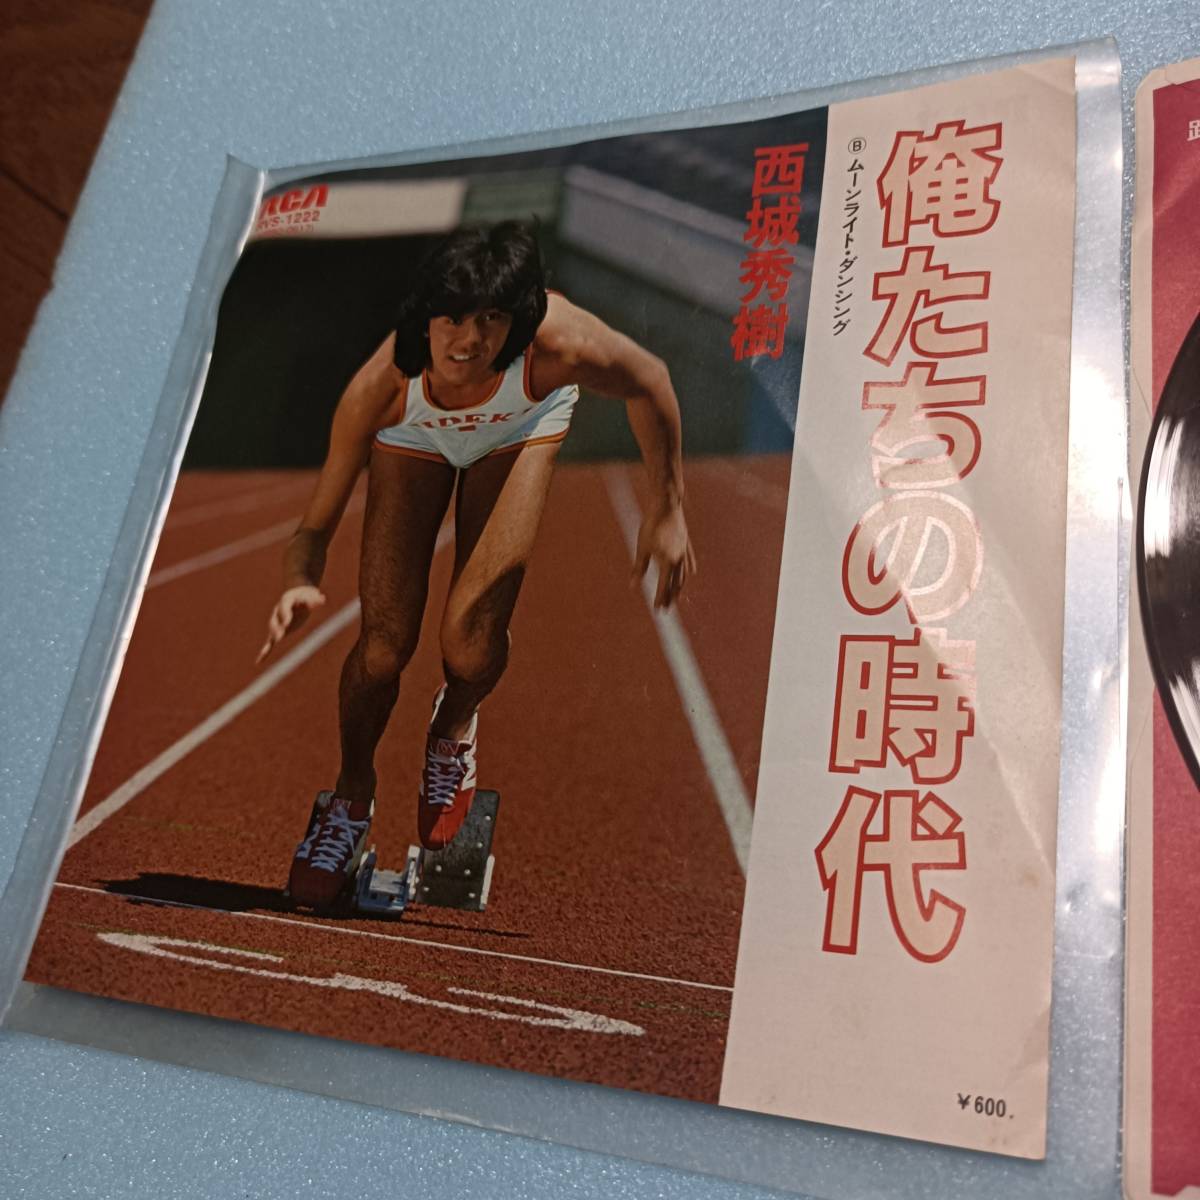 俺たちの時代
Ⓑ ムーンライト・ダンシング
西城秀樹
RCA
RVS-1222
HIDEKI
¥600.